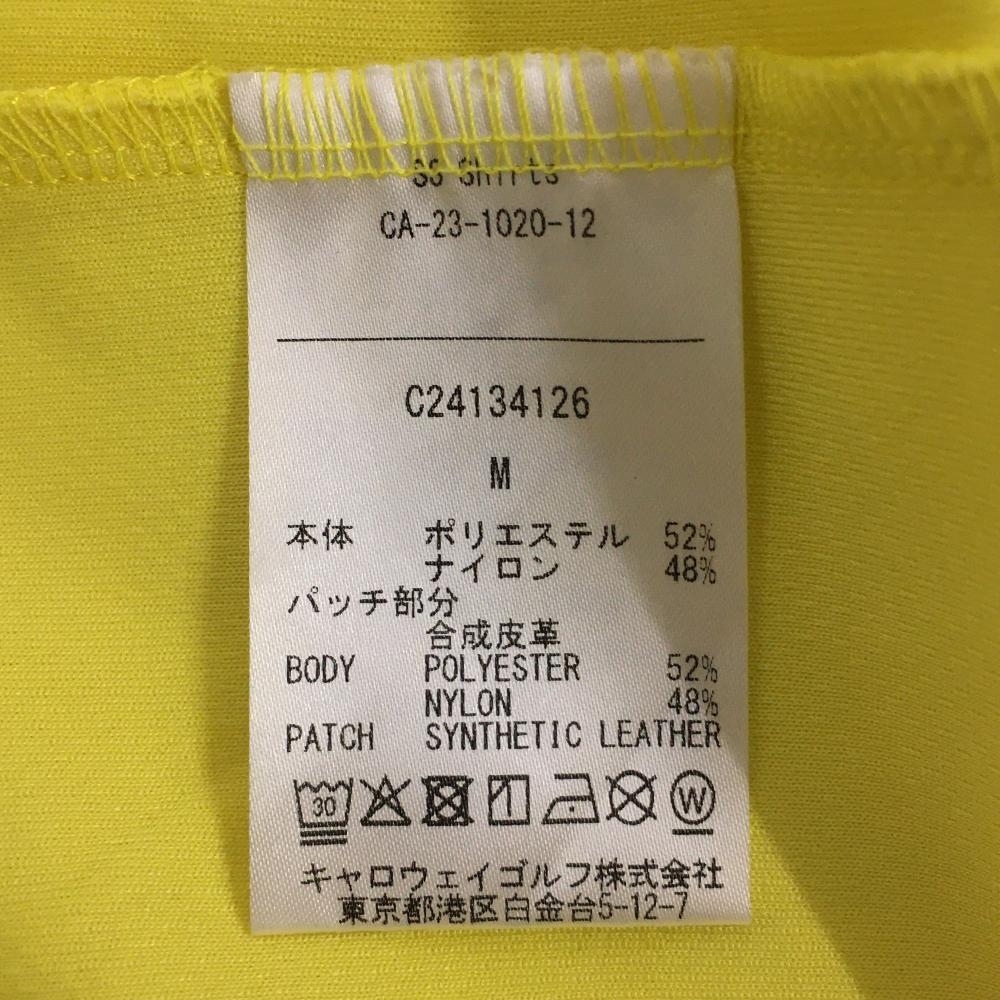 SS Shirts
CA-23-1020-12
C24134126
M
本体 ポリエステル 52%
ナイロン 48%
パッチ部分
合成皮革
BODY POLYESTER 52%
NYLON 48%
PATCH SYNTHETIC LEATHER
30 W
キャロウェイゴルフ株式会社
東京都港区白金台5-12-7